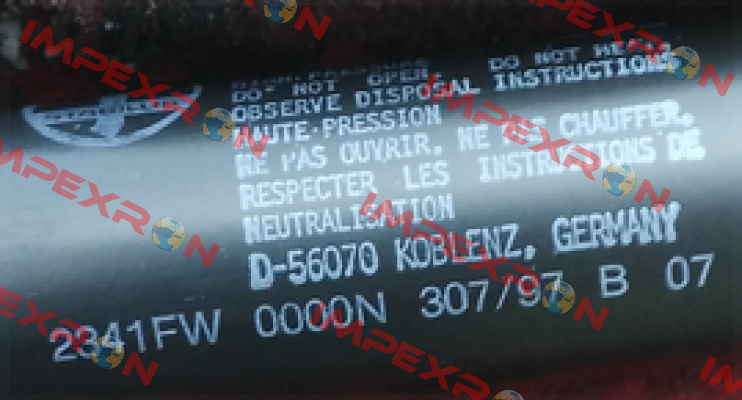 DO NOT OPEN, DO NOT HEAT,
OBSERVE DISPOSAL INSTRUCTIONS
HAUTE-PRESSION
NE PAS OUVRIR, NE PAS CHAUFFER,
RESPECTER LES INSTRUCTIONS DE
NEUTRALISATION
D-56070 KOBLENZ, GERMANY
2341FW 0000N 307/97 B 07
IMPEXRON